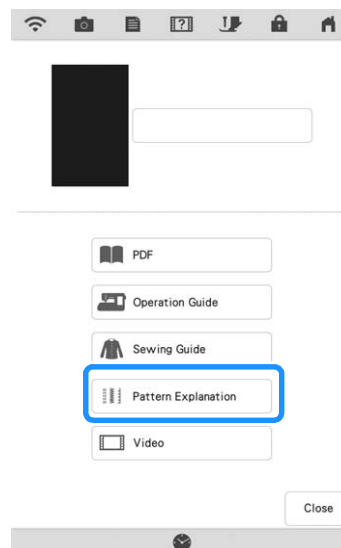 PDF
Operation Guide
Sewing Guide
Pattern Explanation
Video
Close